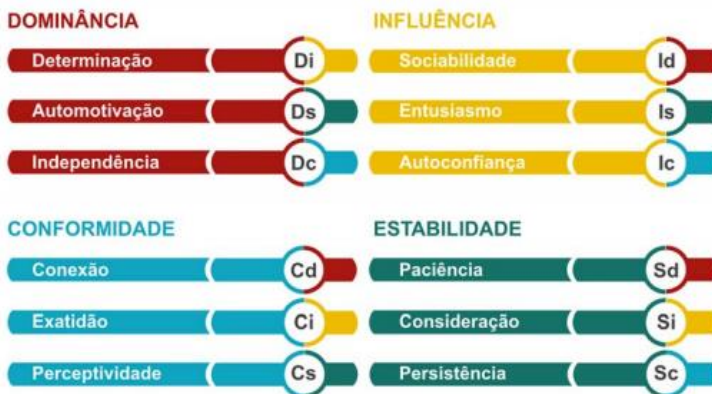 DOMINÂNCIA
Determinação Di
Automotivação Ds
Independência Dc
INFLUÊNCIA
Sociabilidade Id
Entusiasmo Is
Autoconfiança Ic
CONFORMIDADE
Conexão Cd
Exatidão Ci
Perceptividade Cs
ESTABILIDADE
Paciência Sd
Consideração Si
Persistência Sc